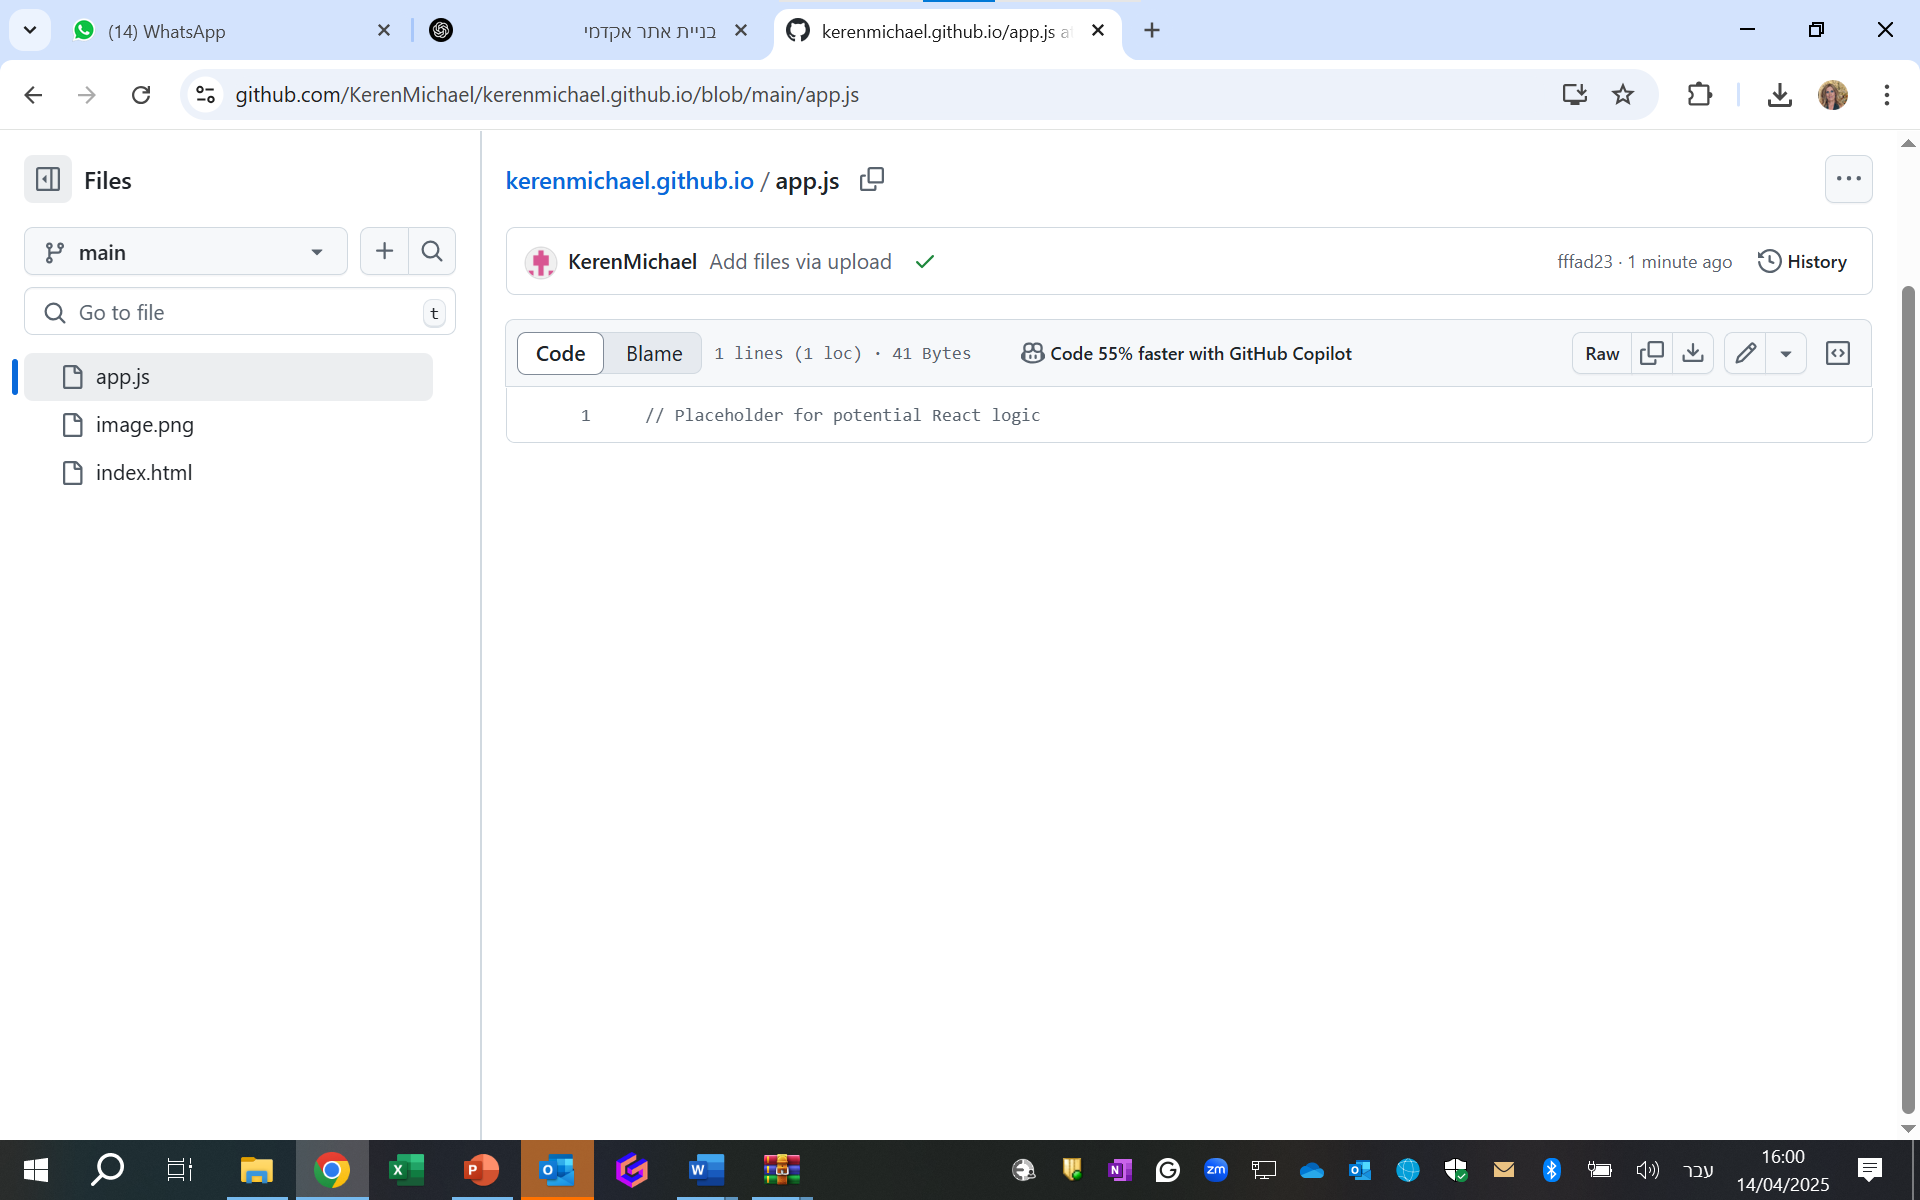 (14) WhatsApp
בניית אתר אקדמי
kerenmichael.github.io/app.js a
github.com/KerenMichael/kerenmichael.github.io/blob/main/app.js
Files
main
Go to file
t
app.js
image.png
index.html
kerenmichael.github.io / app.js
KerenMichael Add files via upload
fffad23 · 1 minute ago
History
Code
Blame
1 lines (1 loc) · 41 Bytes
Code 55% faster with GitHub Copilot
Raw
1 // Placeholder for potential React logic
עבר
16:00
14/04/2025